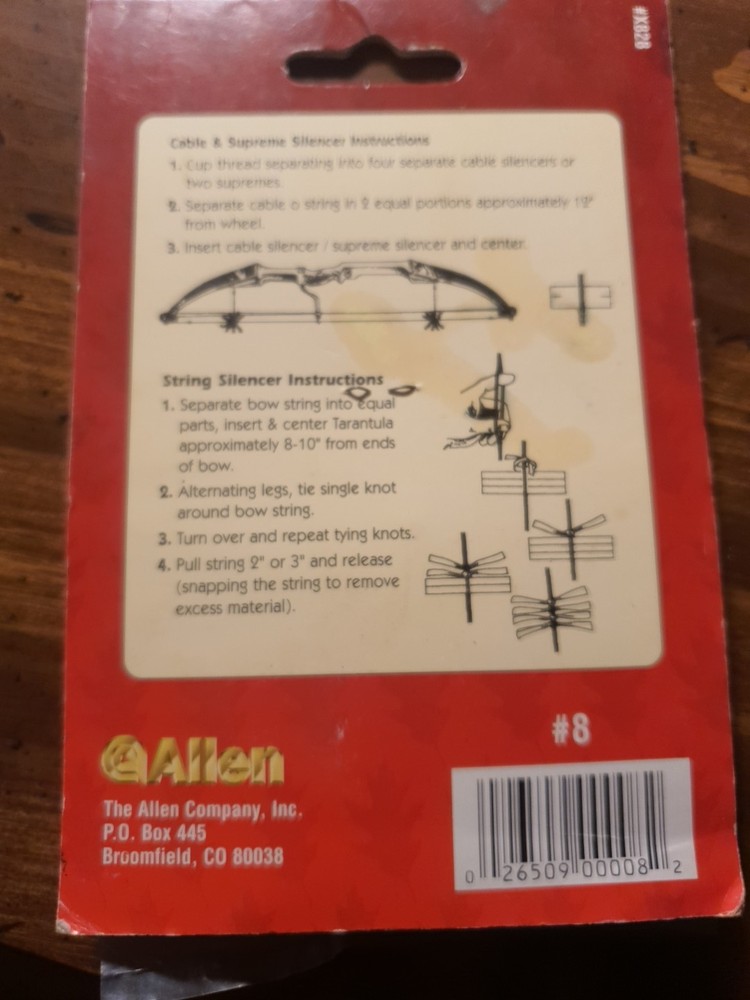 #X828
Cable & Supreme Silencer Instructions
1. Cup thread separating into four separate cable silencers or
two supremes.
2. Separate cable o string in 2 equal portions approximately 12"
from wheel.
3. Insert cable silencer / supreme silencer and center.
String Silencer Instructions
1. Separate bow string into equal
parts, insert & center Tarantula
approximately 8-10" from ends
of bow.
2. Alternating legs, tie single knot
around bow string.
3. Turn over and repeat tying knots.
4. Pull string 2" or 3" and release
(snapping the string to remove
excess material).
#8
Allen
The Allen Company, Inc.
P.O. Box 445
Broomfield, CO 80038
0 26509 00008 2